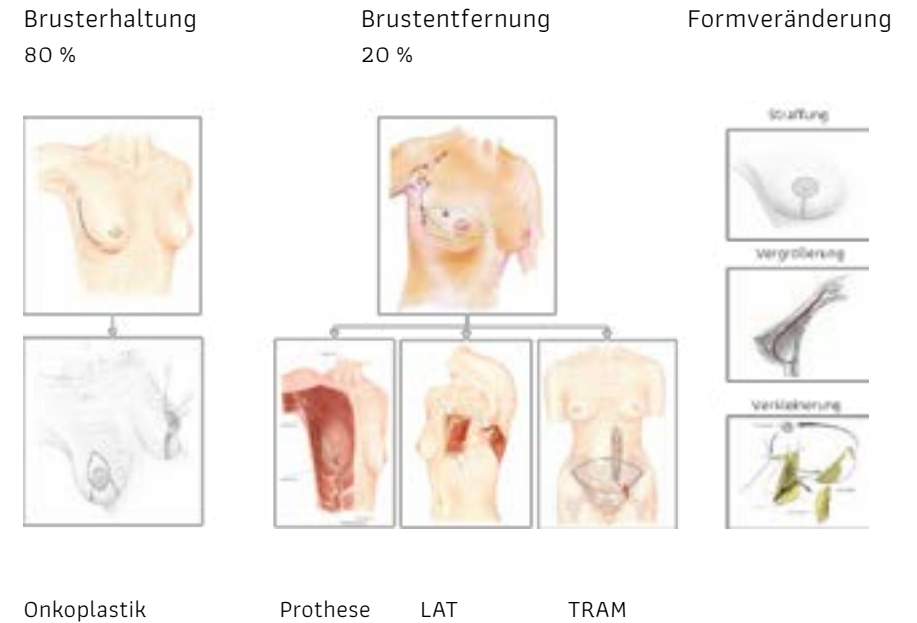 Brusterhaltung
80 %
Brustentfernung
20 %
Formveränderung
Straffung
Vergrößerung
Verkleinerung
Onkoplastik
Prothese
LAT
TRAM